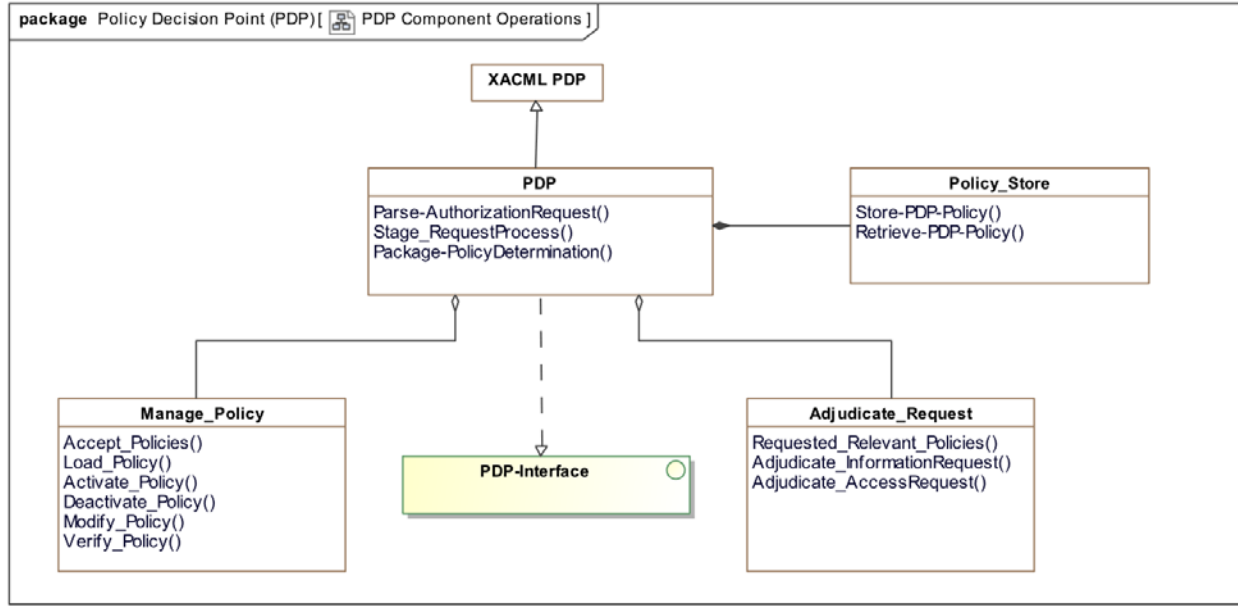 package Policy Decision Point (PDP) [ PDP Component Operations ]
XACML PDP
PDP
Parse-AuthorizationRequest()
Stage_RequestProcess()
Package-PolicyDetermination()
Policy_Store
Store-PDP-Policy()
Retrieve-PDP-Policy()
Manage_Policy
Accept_Policies()
Load_Policy()
Activate_Policy()
Deactivate_Policy()
Modify_Policy()
Verify_Policy()
PDP-Interface
Adjudicate_Request
Requested_Relevant_Policies()
Adjudicate_InformationRequest()
Adjudicate_AccessRequest()